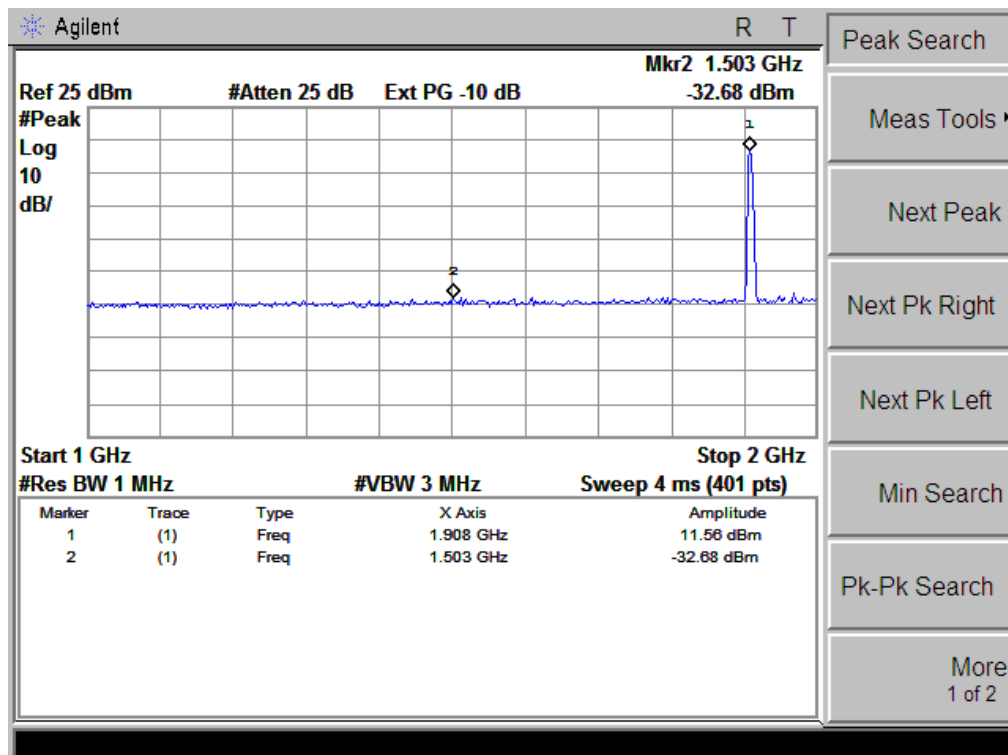 Agilent R T
Mkr2 1.503 GHz
Ref 25 dBm #Atten 25 dB Ext PG -10 dB -32.68 dBm
#Peak
Log
10
dB/
1
2
Start 1 GHz Stop 2 GHz
#Res BW 1 MHz #VBW 3 MHz Sweep 4 ms (401 pts)
Marker Trace Type X Axis Amplitude
1 (1) Freq 1.908 GHz 11.56 dBm
2 (1) Freq 1.503 GHz -32.68 dBm
Peak Search
Meas Tools
Next Peak
Next Pk Right
Next Pk Left
Min Search
Pk-Pk Search
More
1 of 2